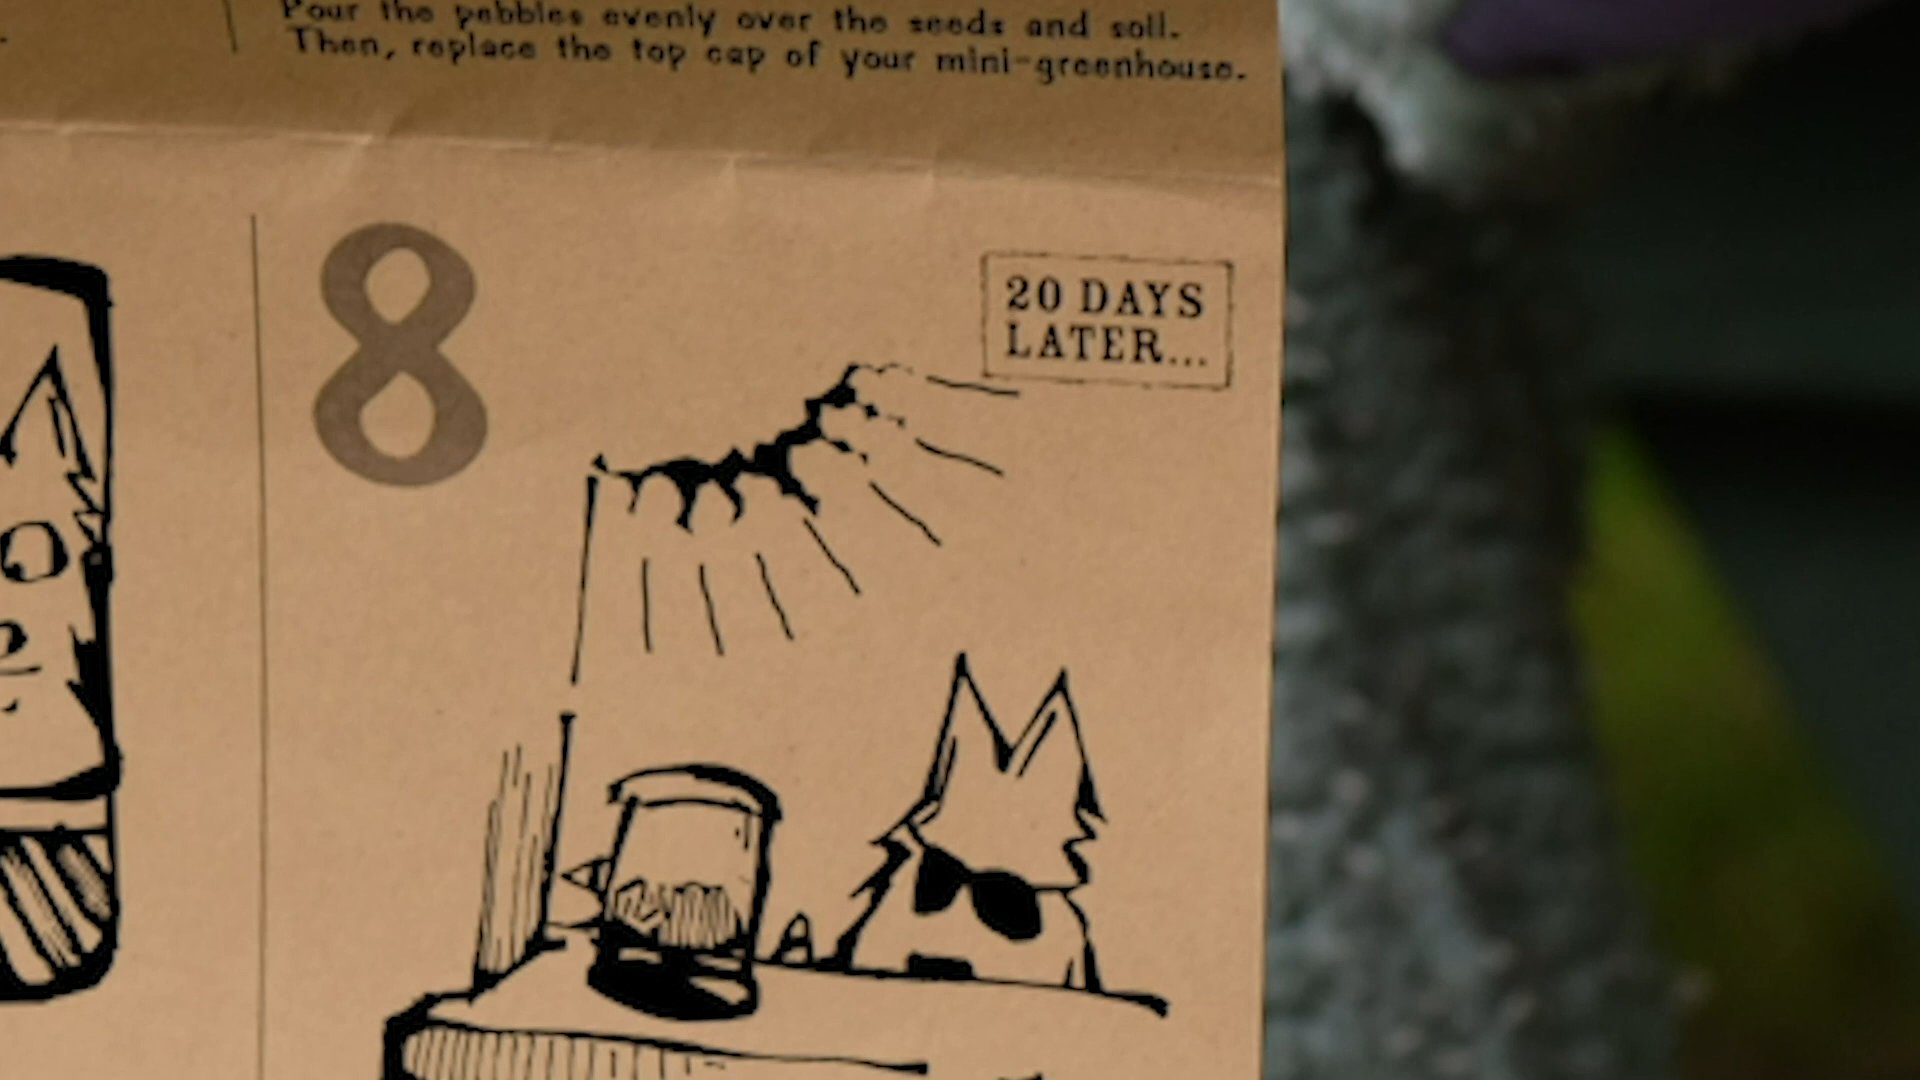 Pour the pebbles evenly over the seeds and soil.
Then, replace the top cap of your mini-greenhouse.
8
20 DAYS
LATER...